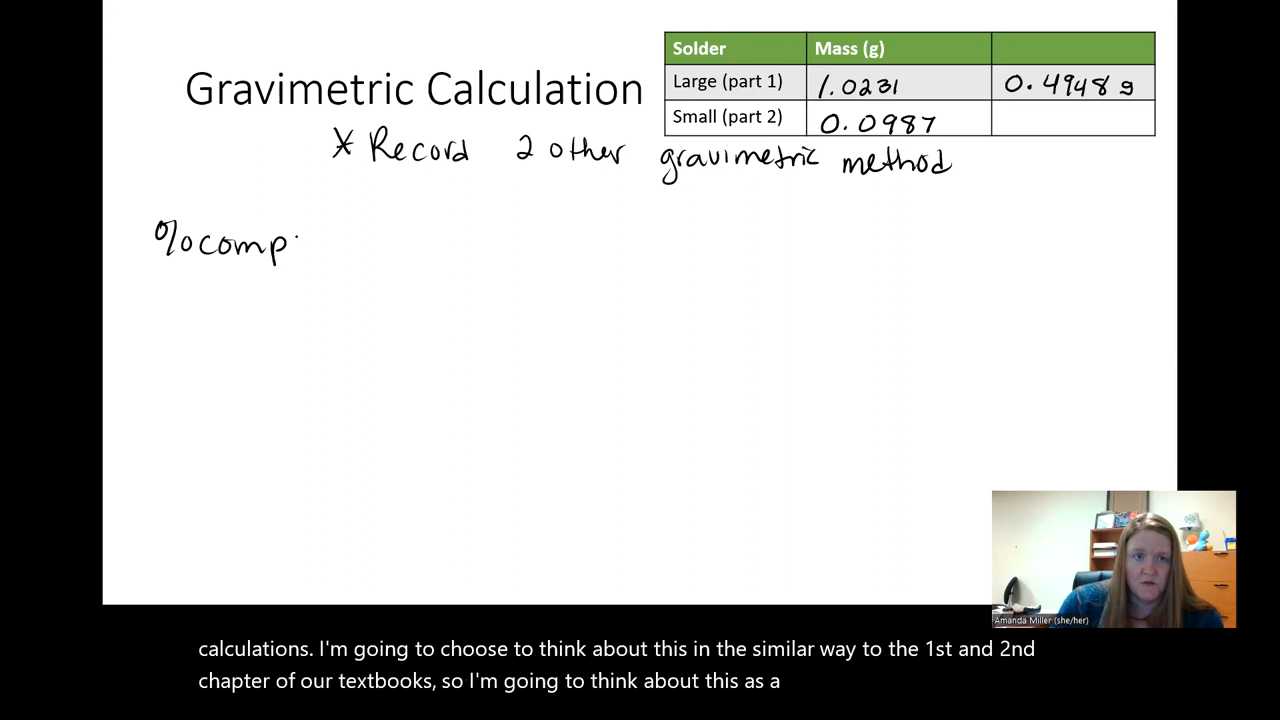 Gravimetric Calculation
Solder Mass (g)
Large (part 1) 1.0231 0.4948 g
Small (part 2) 0.0987
* Record 2 other gravimetric method
% comp
Amanda Miller (she/her)
calculations. I'm going to choose to think about this in the similar way to the 1st and 2nd
chapter of our textbooks, so I'm going to think about this as a